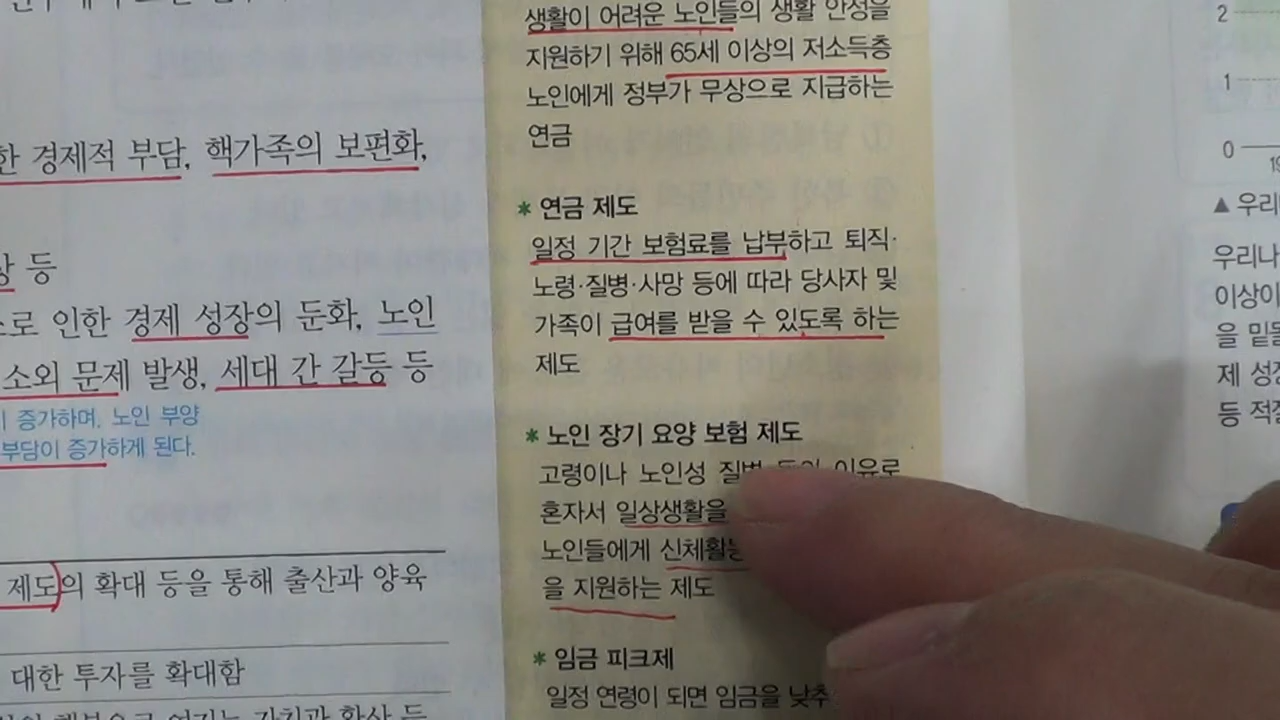 한 경제적 부담, 핵가족의 보편화,
등
로 인한 경제 성장의 둔화, 노인
소외 문제 발생, 세대 간 갈등 등
증가하며, 노인 부양
부담이 증가하게 된다.
제도의 확대 등을 통해 출산과 양육
대한 투자를 확대함
생활이 어려운 노인들의 생활 안정을
지원하기 위해 65세 이상의 저소득층
노인에게 정부가 무상으로 지급하는
연금
* 연금 제도
일정 기간 보험료를 납부하고 퇴직·
노령·질병·사망 등에 따라 당사자 및
가족이 급여를 받을 수 있도록 하는
제도
* 노인 장기 요양 보험 제도
고령이나 노인성 질병 등의 이유로
혼자서 일상생활을
노인들에게 신체활동
을 지원하는 제도
* 임금 피크제
일정 연령이 되면 임금을 낮추
2
1
0
▲ 우리
우리나
이상이
을 밑돌
제 성장
등 적정